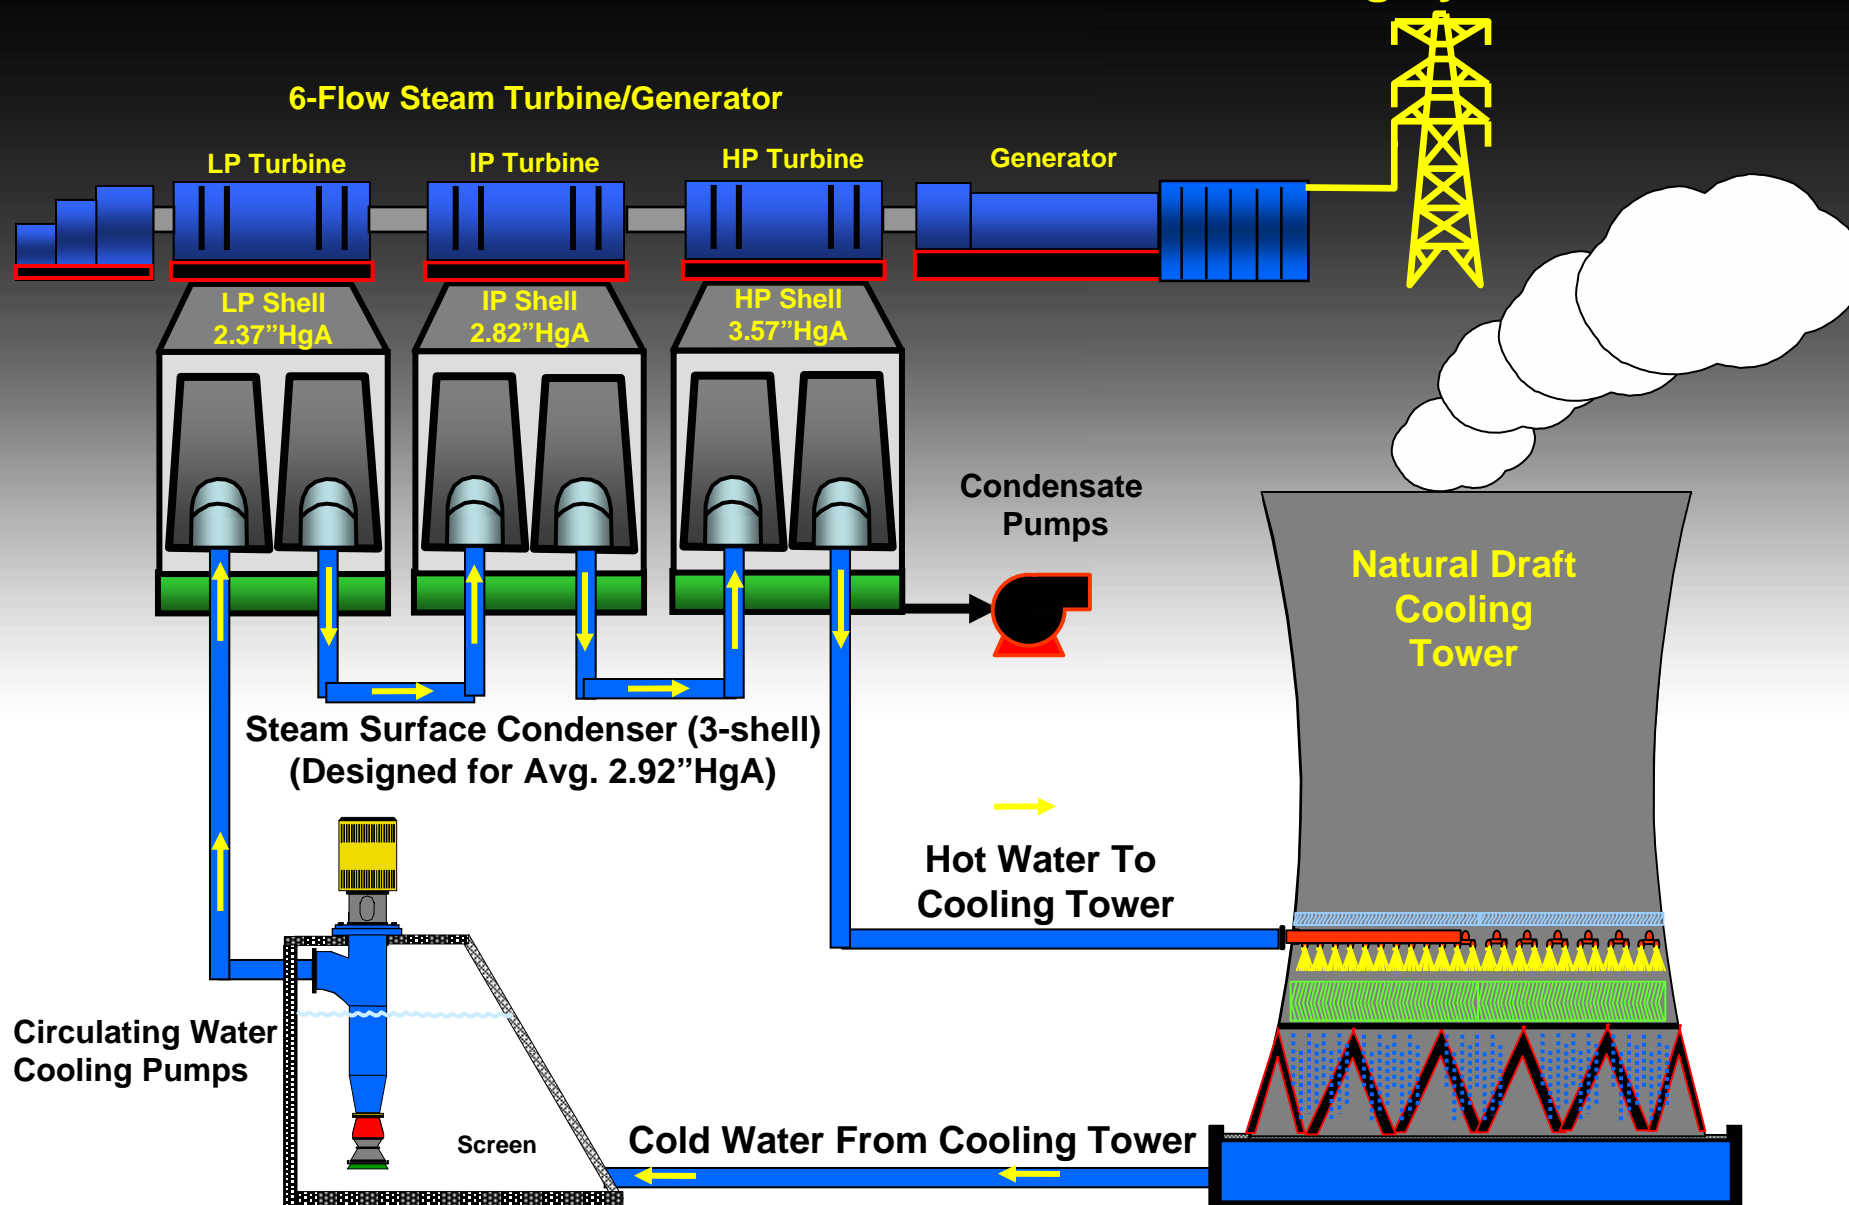 6-Flow Steam Turbine/Generator
LP Turbine
IP Turbine
HP Turbine
Generator
LP Shell
2.37”HgA
IP Shell
2.82”HgA
HP Shell
3.57”HgA
Condensate
Pumps
Natural Draft
Cooling
Tower
Steam Surface Condenser (3-shell)
(Designed for Avg. 2.92”HgA)
Hot Water To
Cooling Tower
Circulating Water
Cooling Pumps
Screen
Cold Water From Cooling Tower